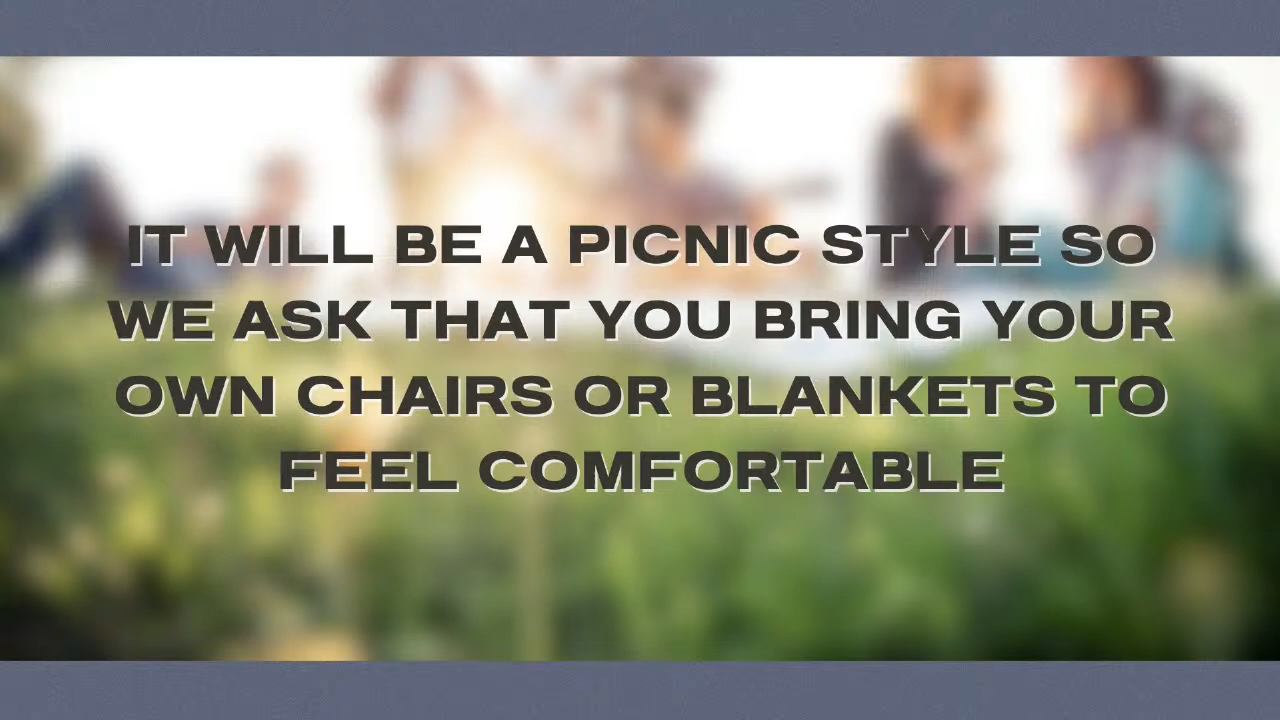 IT WILL BE A PICNIC STYLE SO
WE ASK THAT YOU BRING YOUR
OWN CHAIRS OR BLANKETS TO
FEEL COMFORTABLE